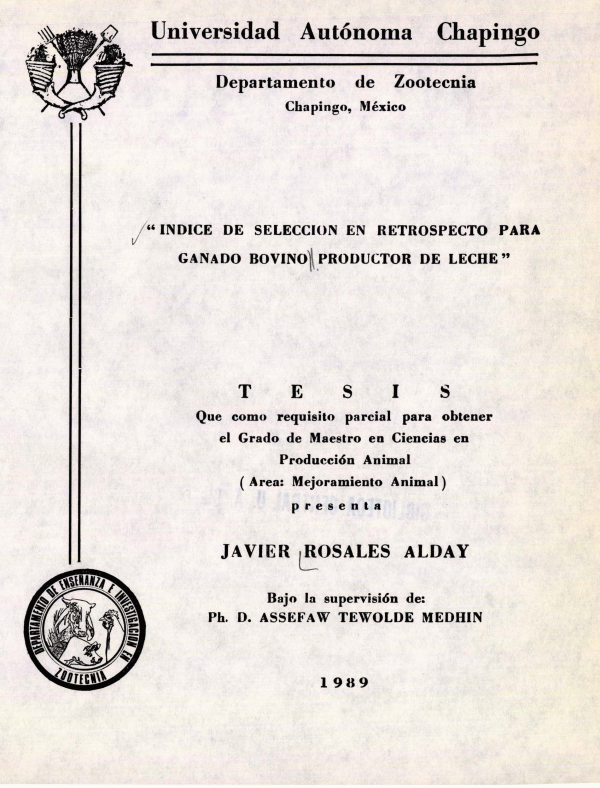 Universidad Autónoma Chapingo
Departamento de Zootecnia
Chapingo, México
“INDICE DE SELECCION EN RETROSPECTO PARA
GANADO BOVINO PRODUCTOR DE LECHE”
T E S I S
Que como requisito parcial para obtener
el Grado de Maestro en Ciencias en
Producción Animal
(Area: Mejoramiento Animal)
presenta
JAVIER ROSALES ALDAY
Bajo la supervisión de:
Ph. D. ASSEFAW TEWOLDE MEDHIN
DEPARTAMENTO DE ENSEÑANZA E INVESTIGACION EN
ZOOTECNIA
1989